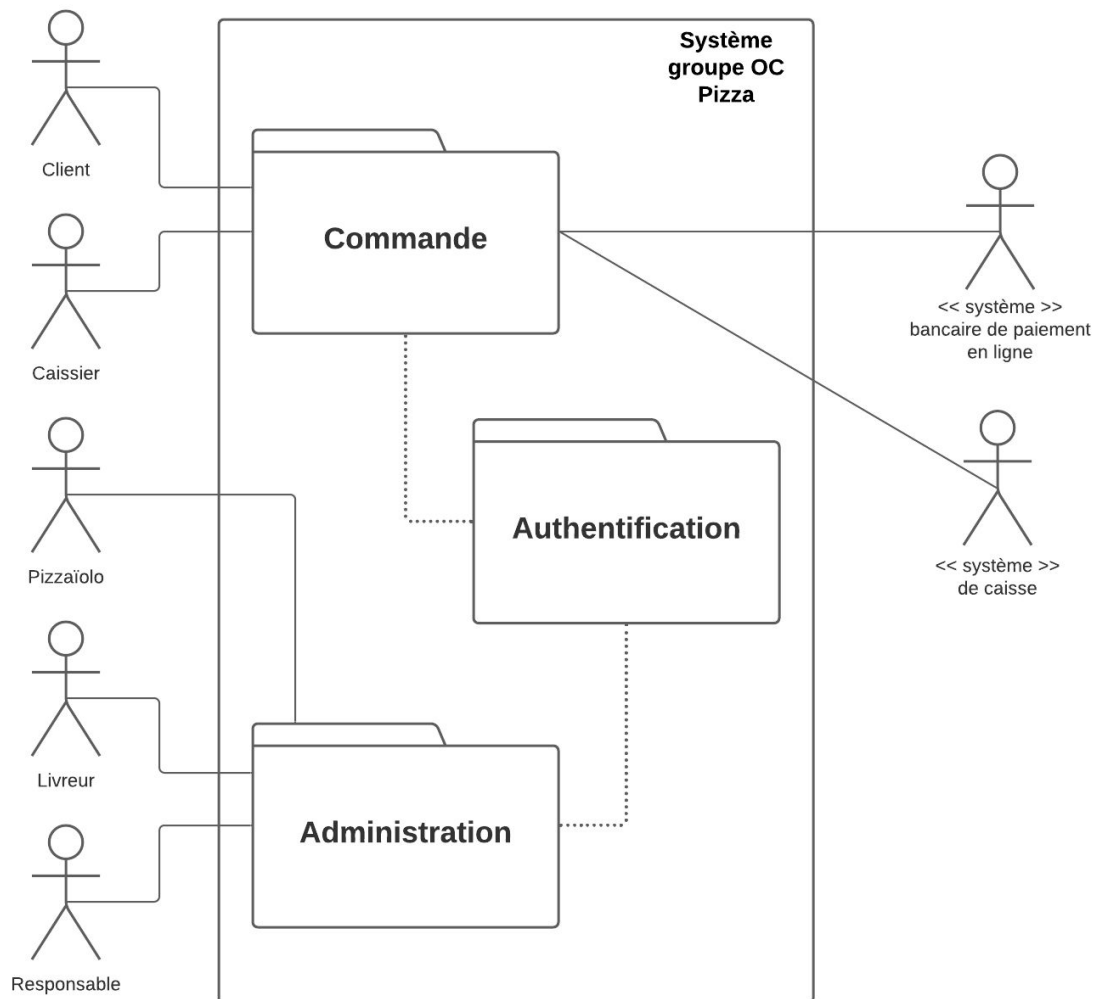 Système
groupe OC
Pizza
Client
Commande
<< système >>
bancaire de paiement
en ligne
Caissier
Authentification
Pizzaïolo
<< système >>
de caisse
Livreur
Administration
Responsable